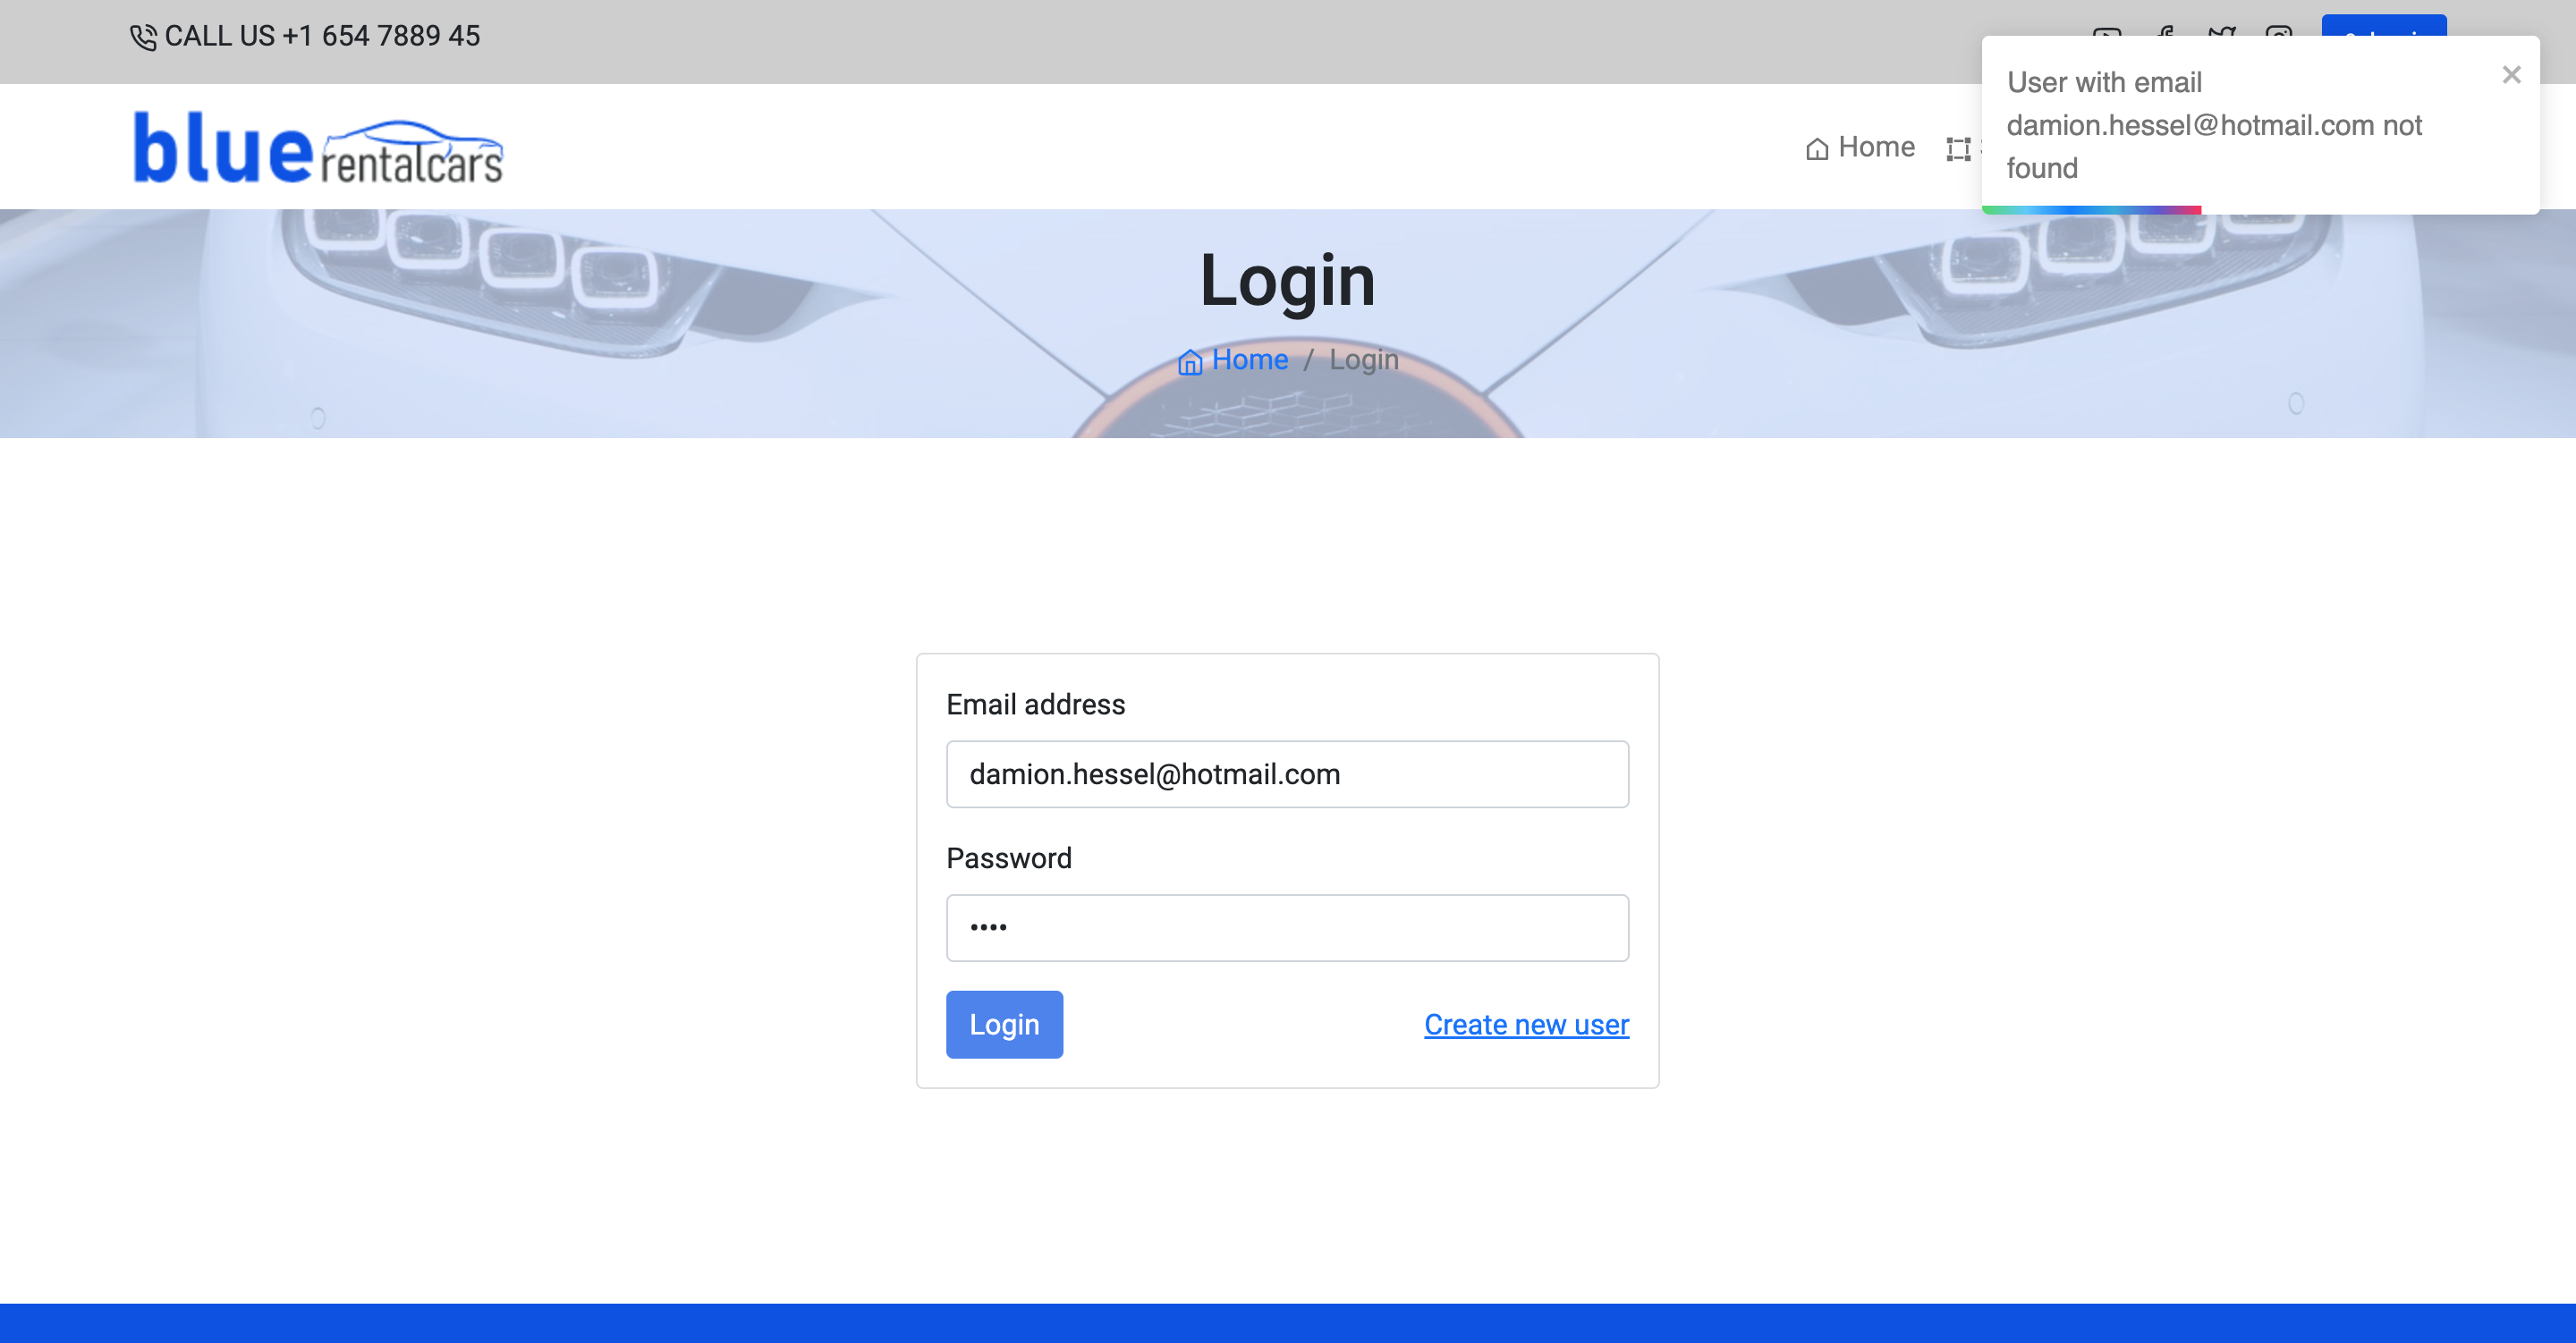 CALL US +1 654 7889 45
User with email
damion.hessel@hotmail.com not
found
blue rentalcars
Home
Login
Home / Login
Email address
damion.hessel@hotmail.com
Password
••••
Login
Create new user